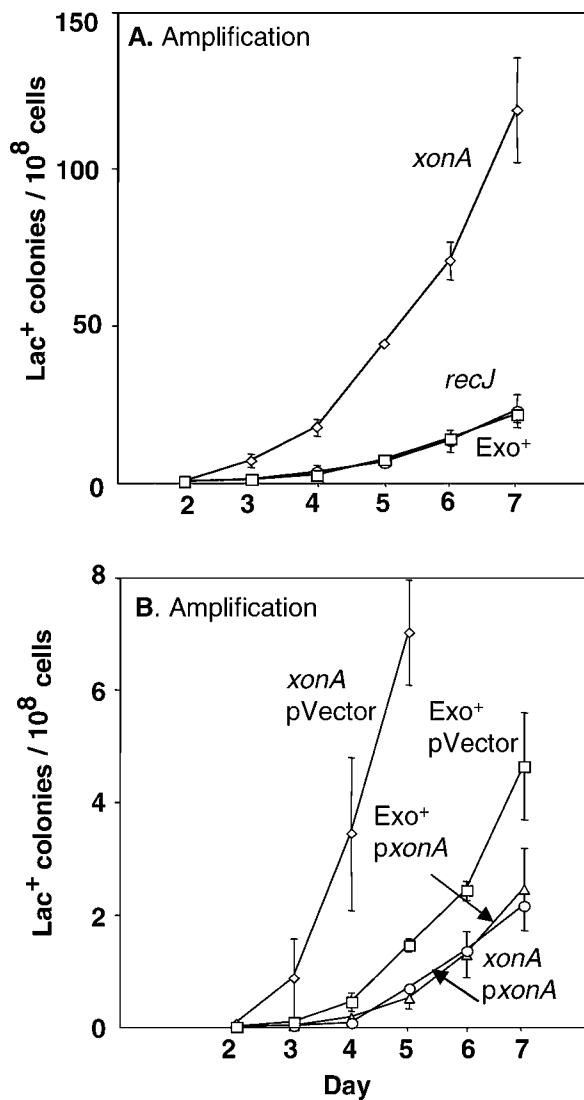 A. Amplification
150
100
50
0
Lac+ colonies / 10^8 cells
xonA
recJ
Exo+
2 3 4 5 6 7
B. Amplification
8
6
4
2
0
Lac+ colonies / 10^8 cells
xonA
pVector
Exo+
pVector
Exo+
pxonA
xonA
pxonA
2 3 4 5 6 7
Day